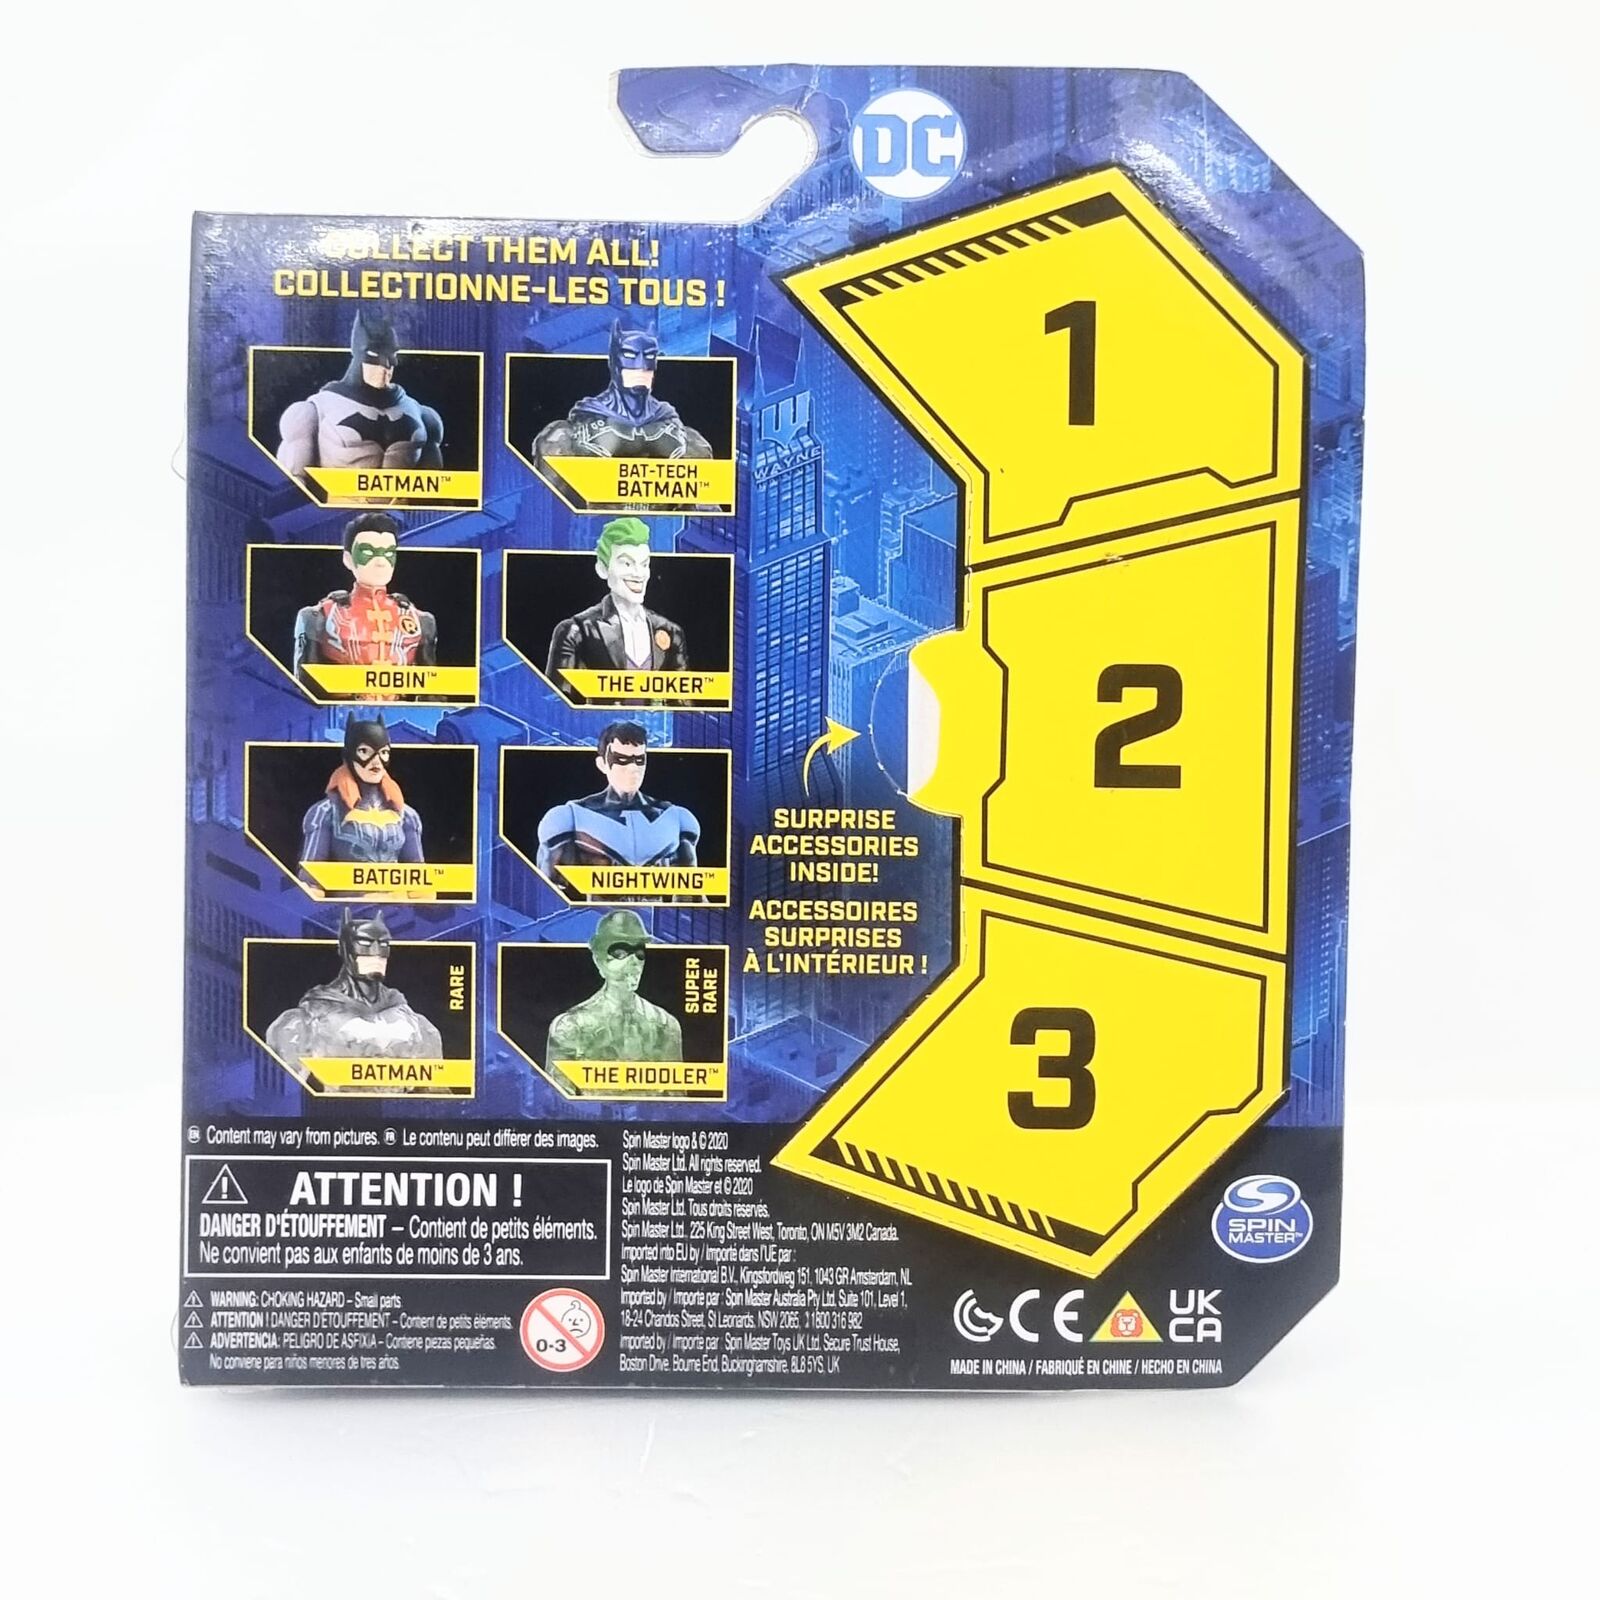 DC
COLLECT THEM ALL!
COLLECTIONNE-LES TOUS !
BATMAN™
BAT-TECH
BATMAN™
ROBIN™
THE JOKER™
BATGIRL™
NIGHTWING™
RARE
BATMAN™
SUPER
RARE
THE RIDDLER™
WAYNE
SURPRISE
ACCESSORIES
INSIDE!
ACCESSOIRES
SURPRISES
À L'INTÉRIEUR !
1
2
3
EN Content may vary from pictures. FR Le contenu peut différer des images.
ATTENTION !
DANGER D'ÉTOUFFEMENT – Contient de petits éléments.
Ne convient pas aux enfants de moins de 3 ans.
WARNING: CHOKING HAZARD – Small parts.
ATTENTION ! DANGER D'ÉTOUFFEMENT – Contient de petits éléments.
ADVERTENCIA: PELIGRO DE ASFIXIA – Contiene piezas pequeñas.
No conviene para niños menores de tres años.
0-3
Spin Master logo & © 2020
Spin Master Ltd. All rights reserved.
Le logo de Spin Master et © 2020
Spin Master Ltd. Tous droits réservés.
Spin Master Ltd., 225 King Street West, Toronto, ON M5V 3M2 Canada.
Imported into EU by / Importé dans l'UE par :
Spin Master International B.V., Kingsfordweg 151, 1043 GR Amsterdam, NL
Imported by / Importé par : Spin Master Australia Pty Ltd. Suite 101, Level 1,
18-24 Chandos Street, St Leonards, NSW 2065, 1800 316 982
Imported by / Importé par : Spin Master Toys UK Ltd. Secure Trust House,
Boston Drive. Bourne End, Buckinghamshire. 8L8 5YS, UK
SPIN
MASTER™
CE
UK
CA
MADE IN CHINA / FABRIQUÉ EN CHINE / HECHO EN CHINA